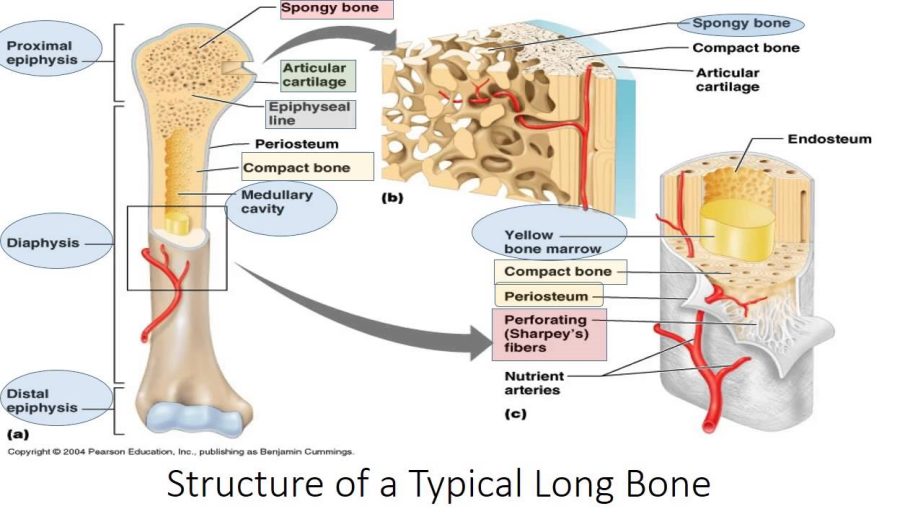 Spongy bone
Proximal
epiphysis
Articular
cartilage
Epiphyseal
line
Periosteum
Compact bone
Medullary
cavity
Diaphysis
Distal
epiphysis
(a)
Spongy bone
Compact bone
Articular
cartilage
(b)
Endosteum
Yellow
bone marrow
Compact bone
Periosteum
Perforating
(Sharpey's)
fibers
Nutrient
arteries
(c)
Copyright © 2004 Pearson Education, Inc., publishing as Benjamin Cummings.
Structure of a Typical Long Bone